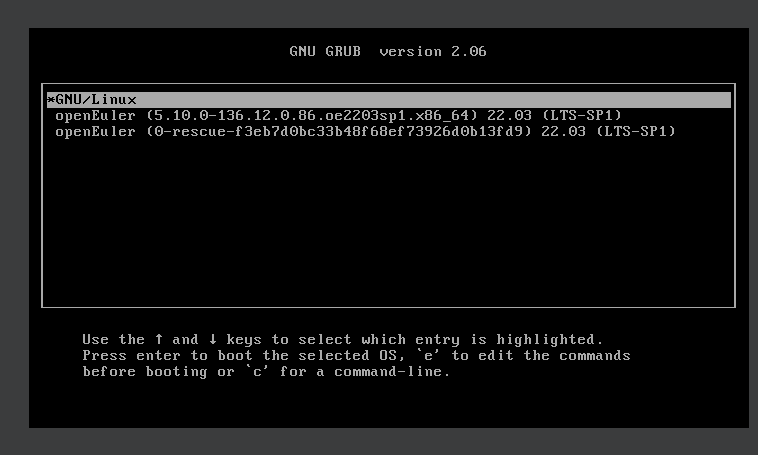 GNU GRUB  version 2.06
*GNU/Linux
openEuler (5.10.0-136.12.0.86.oe2203sp1.x86_64) 22.03 (LTS-SP1)
openEuler (0-rescue-f3eb7d0bc33b48f68ef73926d0b13fd9) 22.03 (LTS-SP1)
Use the ↑ and ↓ keys to select which entry is highlighted.
Press enter to boot the selected OS, `e' to edit the commands
before booting or `c' for a command-line.